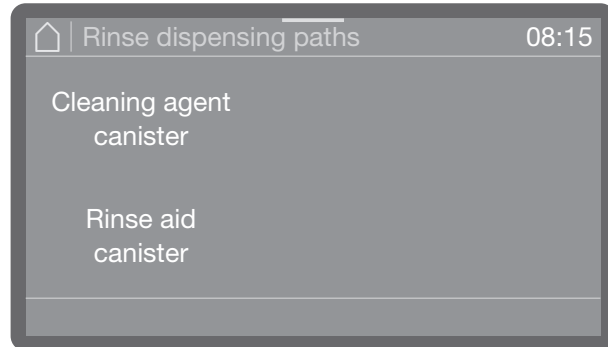 Rinse dispensing paths 08:15
Cleaning agent
canister
Rinse aid
canister